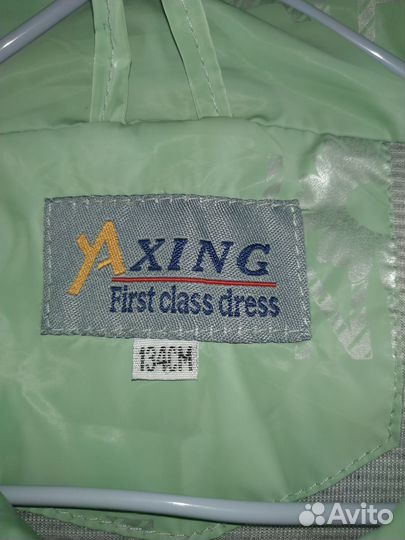 YAXING
First class dress
134CM
Avito